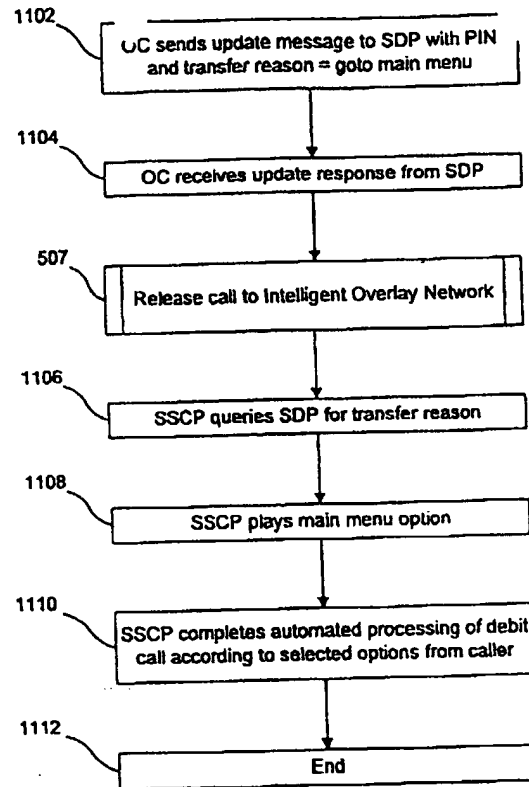 1102
OC sends update message to SDP with PIN
and transfer reason = goto main menu
1104
OC receives update response from SDP
507
Release call to Intelligent Overlay Network
1106
SSCP queries SDP for transfer reason
1108
SSCP plays main menu option
1110
SSCP completes automated processing of debit
call according to selected options from caller
1112
End